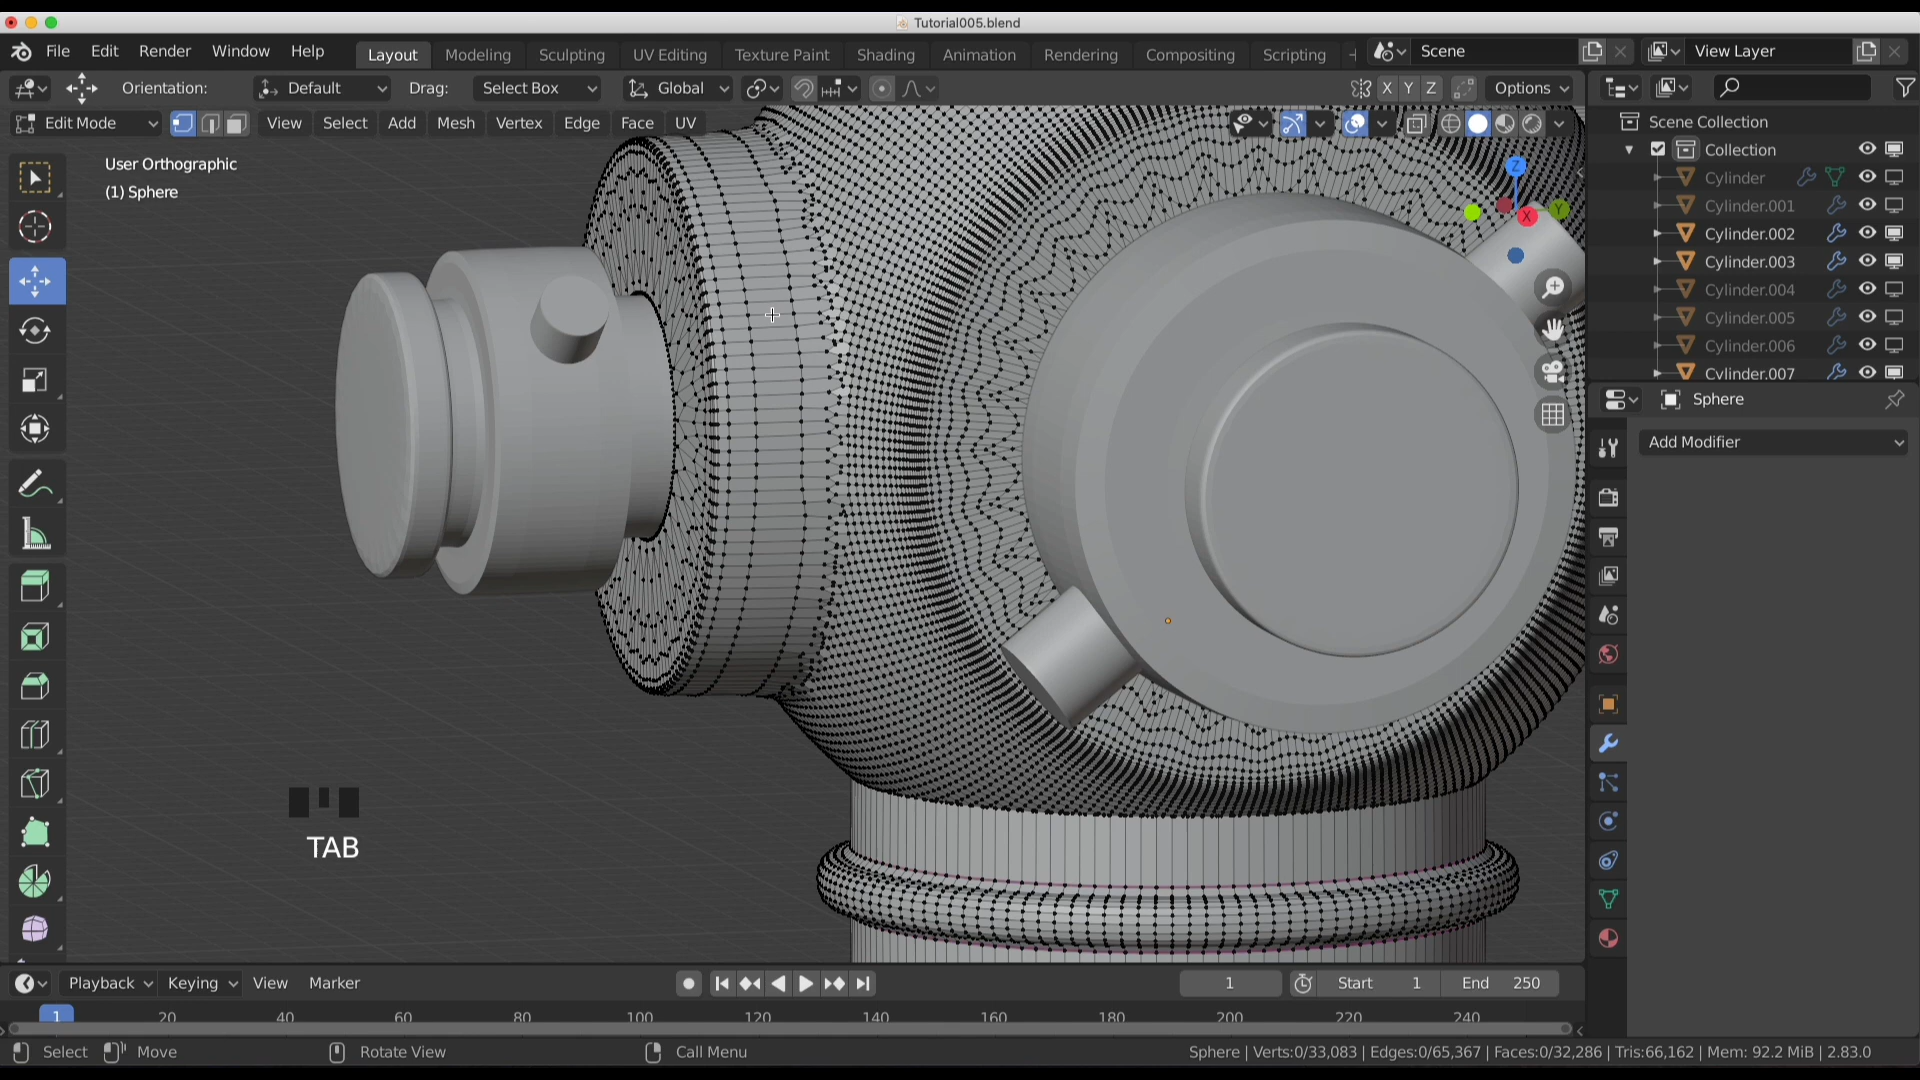 Tutorial005.blend
File Edit Render Window Help Layout Modeling Sculpting UV Editing Texture Paint Shading Animation Rendering Compositing Scripting Scene View Layer
Orientation: Default Drag: Select Box Global X Y Z Options
Edit Mode View Select Add Mesh Vertex Edge Face UV
User Orthographic
(1) Sphere
Z
X
Y
Scene Collection
Collection
Cylinder
Cylinder.001
Cylinder.002
Cylinder.003
Cylinder.004
Cylinder.005
Cylinder.006
Cylinder.007
Sphere
Add Modifier
TAB
Playback Keying View Marker 1 Start 1 End 250
1 20 40 60 80 100 120 140 160 180 200 220 240
Select Move Rotate View Call Menu Sphere | Verts:0/33,083 | Edges:0/65,367 | Faces:0/32,286 | Tris:66,162 | Mem: 92.2 MiB | 2.83.0